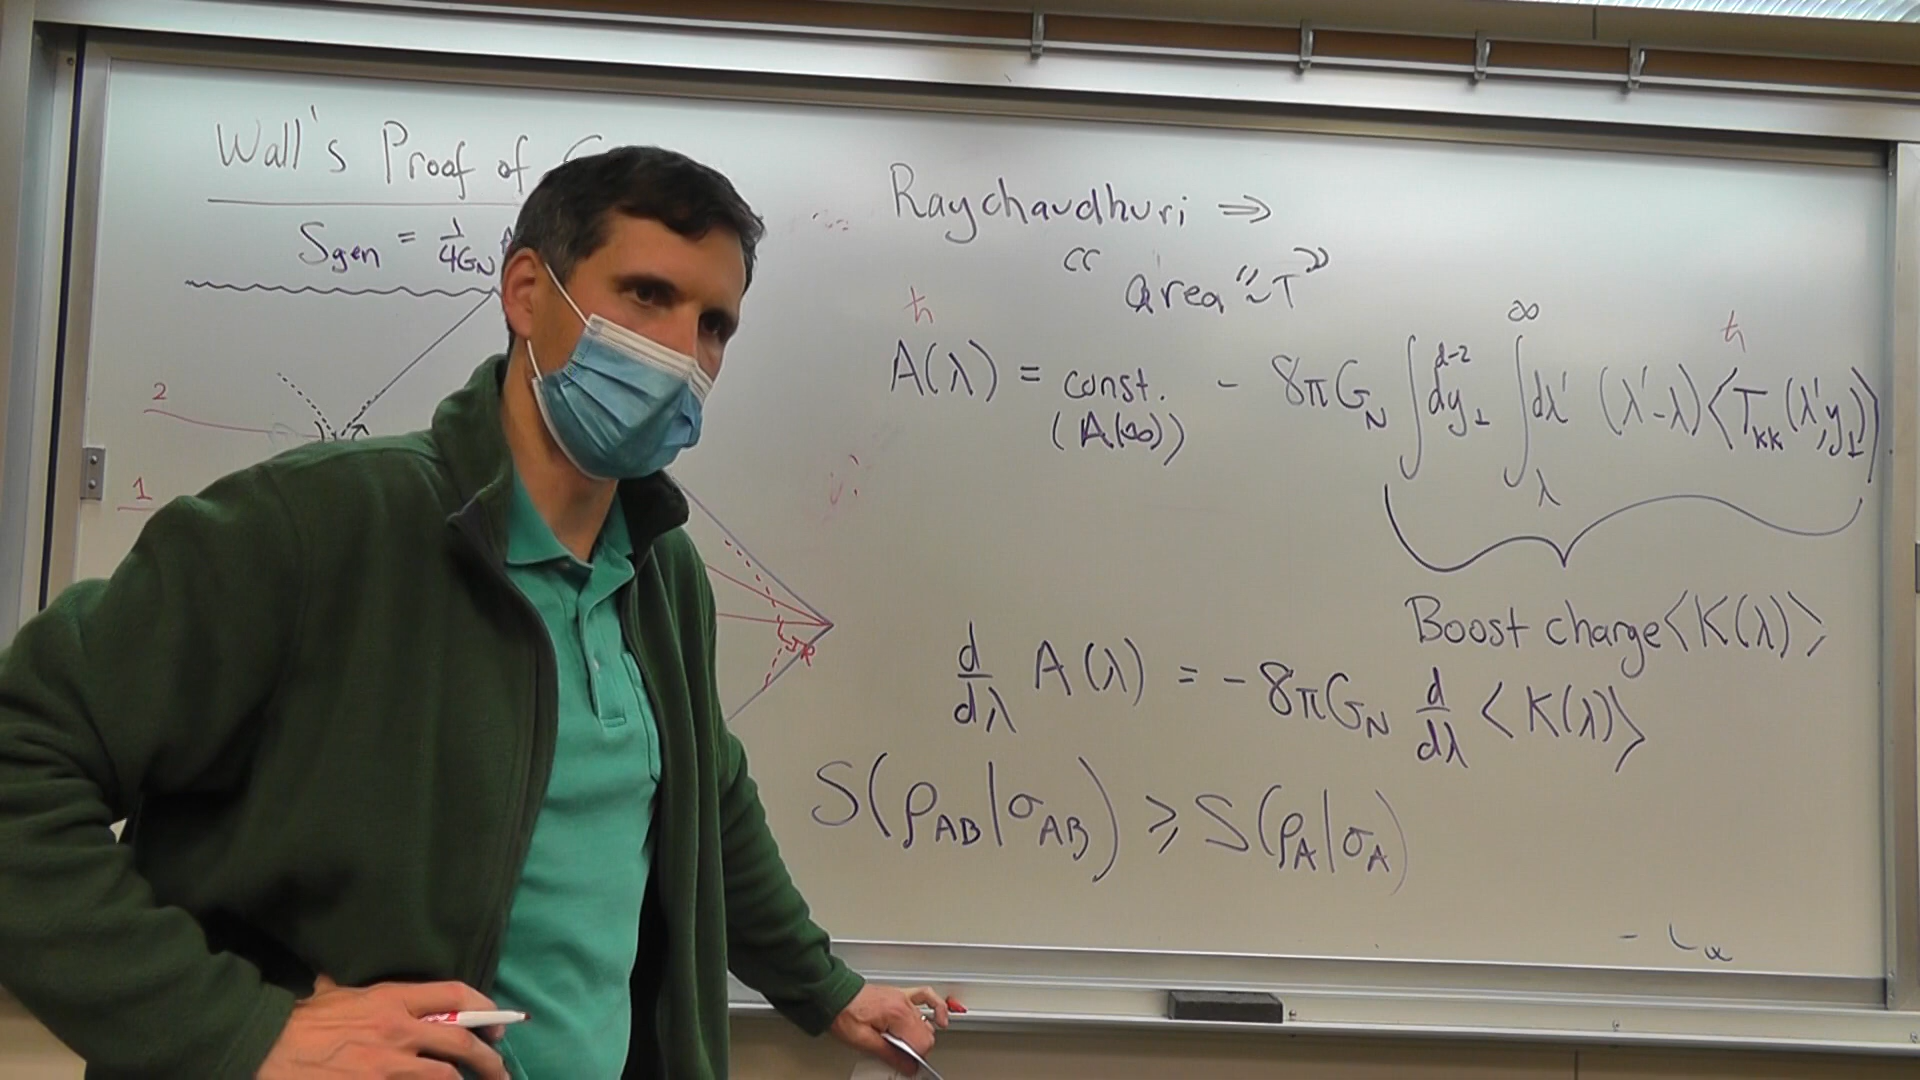 Wall's Proof of
S_gen = 1/4G_N A
2
1
R
Raychaudhuri ⇒
“ area ″ ~ T ”
ħ ħ
A(λ) = const. - 8πG_N ∫ d^{d-2}y_⊥ ∫_λ^∞ dλ' (λ'-λ) ⟨T_kk(λ', y_⊥)⟩
(A(∞))
Boost charge ⟨K(λ)⟩
d/dλ A(λ) = - 8πG_N d/dλ ⟨K(λ)⟩
S(ρ_AB|σ_AB) ⩾ S(ρ_A|σ_A)